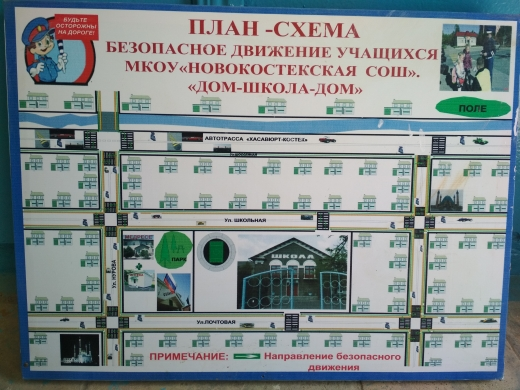 БУДЬТЕ
ОСТОРОЖНЫ
НА ДОРОГЕ!
ПЛАН -СХЕМА
БЕЗОПАСНОЕ ДВИЖЕНИЕ УЧАЩИХСЯ
МКОУ«НОВОКОСТЕКСКАЯ СОШ».
«ДОМ-ШКОЛА-ДОМ»
ПОЛЕ
АВТОТРАССА «ХАСАВЮРТ-КОСТЕК»
Ул. ШКОЛЬНАЯ
ПАРК
ШКОЛА
Ул.ПОЧТОВАЯ
ПРИМЕЧАНИЕ: Направление безопасного
движения